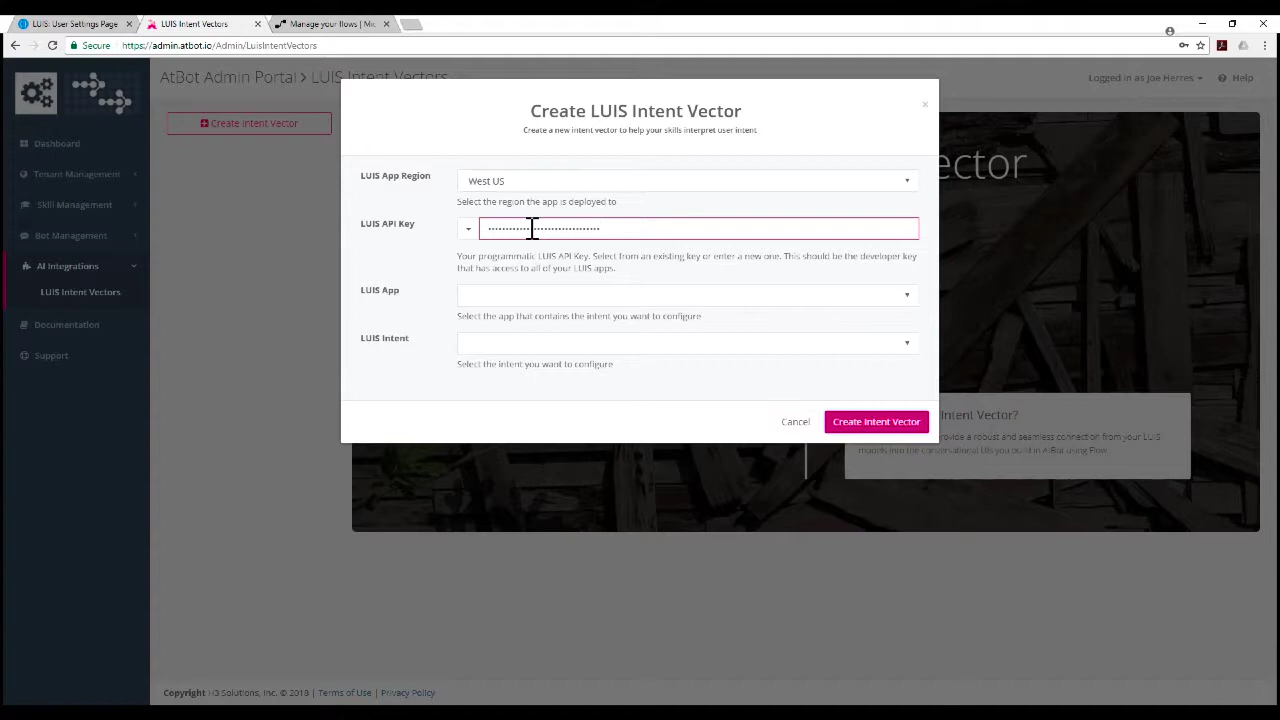 LUIS: User Settings Page
LUIS Intent Vectors
Manage your flows | Mic
Secure
https://admin.atbot.io/Admin/LuisIntentVectors
AtBot Admin Portal > LUIS Intent Vectors
Logged in as Joe Herres
Help
Create Intent Vector
Dashboard
Tenant Management
Skill Management
Bot Management
AI Integrations
LUIS Intent Vectors
Documentation
Support
Create LUIS Intent Vector
Create a new intent vector to help your skills interpret user intent
LUIS App Region
West US
Select the region the app is deployed to
LUIS API Key
Your programmatic LUIS API Key. Select from an existing key or enter a new one. This should be the developer key
that has access to all of your LUIS apps.
LUIS App
Select the app that contains the intent you want to configure
LUIS Intent
Select the intent you want to configure
Cancel
Create Intent Vector
ector
Intent Vector?
provide a robust and seamless connection from your LUIS
models into the conversational UIs you build in AtBot using Flow.
Copyright H3 Solutions, Inc. © 2018 | Terms of Use | Privacy Policy